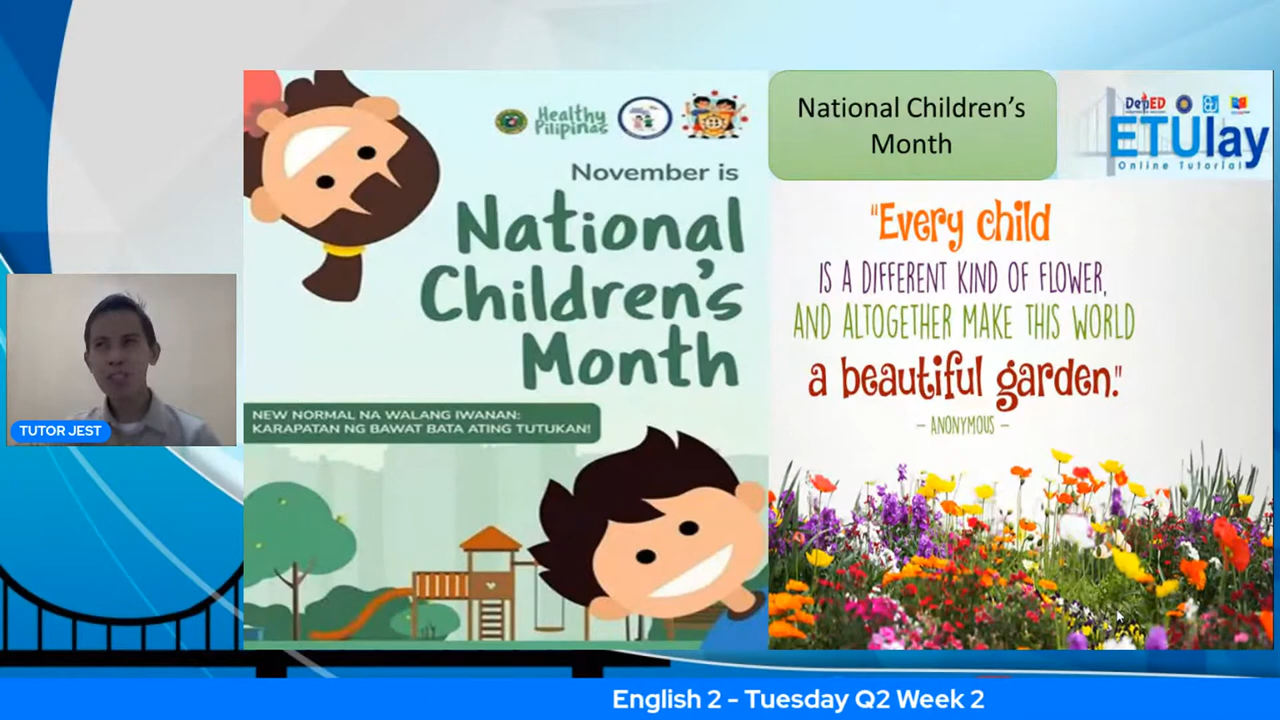 Healthy
Pilipinas
November is
National
Children's
Month
NEW NORMAL NA WALANG IWANAN:
KARAPATAN NG BAWAT BATA ATING TUTUKAN!
National Children's
Month
DepED
ETUlay
Online Tutorial
"Every child
IS A DIFFERENT KIND OF FLOWER,
AND ALTOGETHER MAKE THIS WORLD
a beautiful garden."
– ANONYMOUS –
TUTOR JEST
English 2 - Tuesday Q2 Week 2